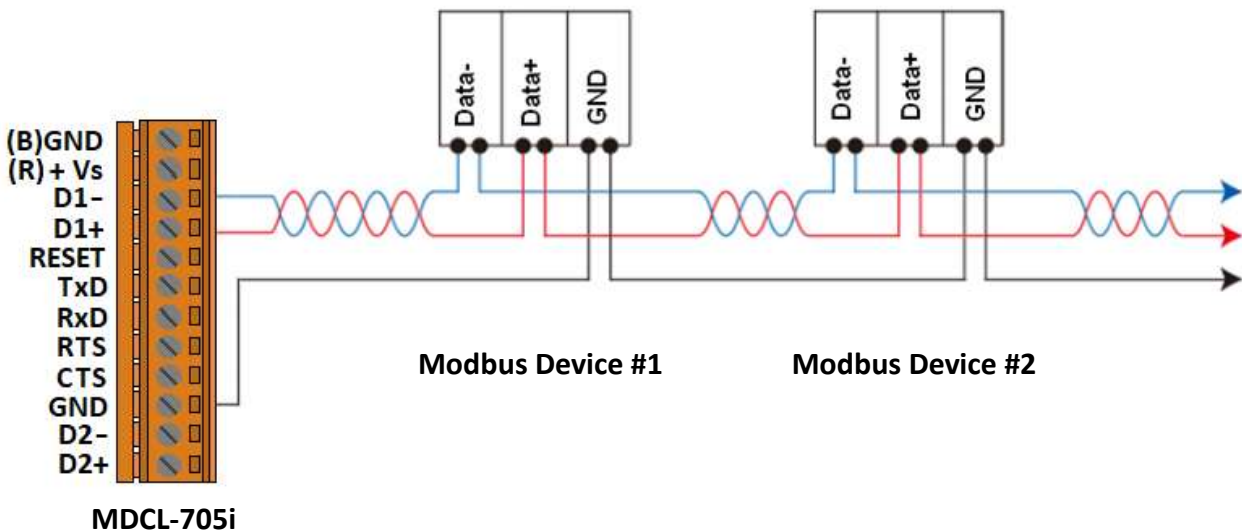 Data-
Data+
GND
Data-
Data+
GND
(B)GND
(R) + Vs
D1-
D1+
RESET
TxD
RxD
RTS
CTS
GND
D2-
D2+
Modbus Device #1
Modbus Device #2
MDCL-705i